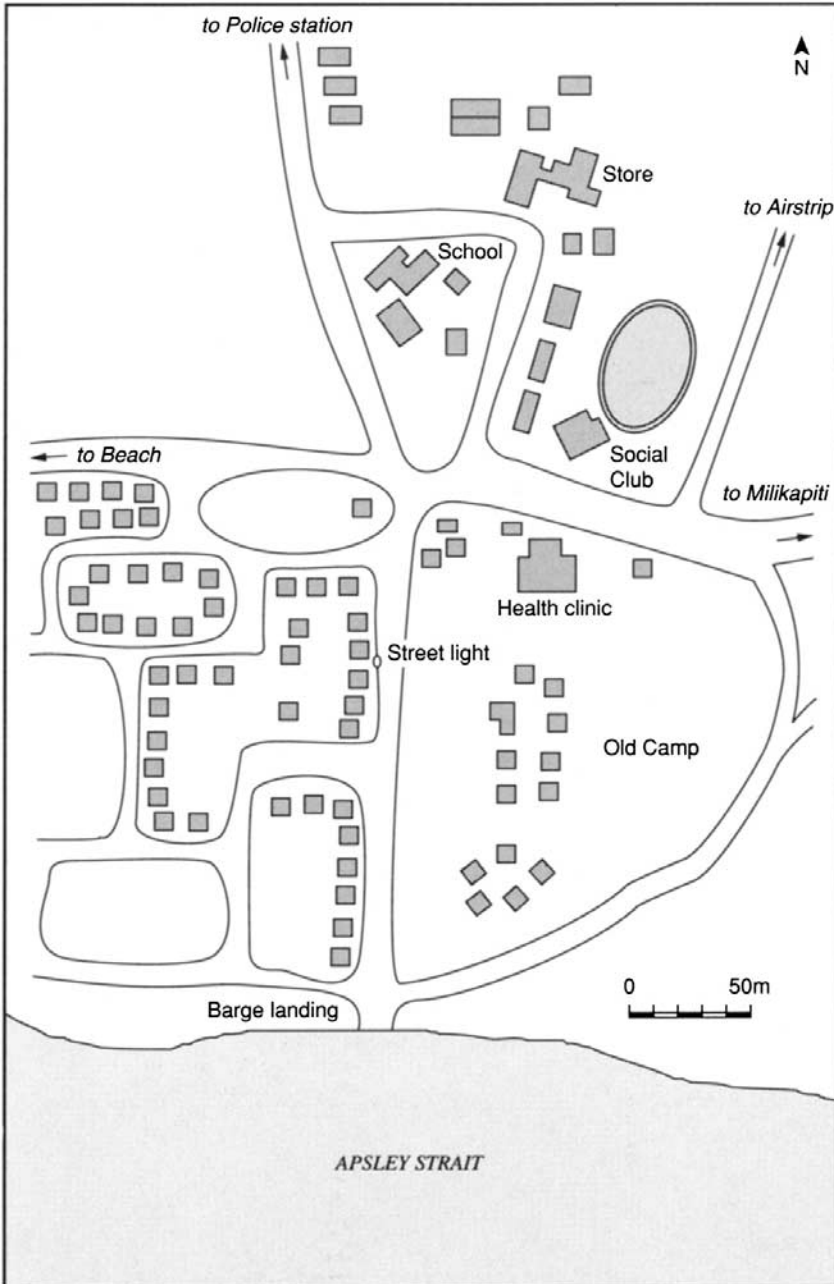 to Police station
N
Store
to Airstrip
School
to Beach
Social
Club
to Milikapiti
Health clinic
Street light
Old Camp
0 50m
Barge landing
APSLEY STRAIT